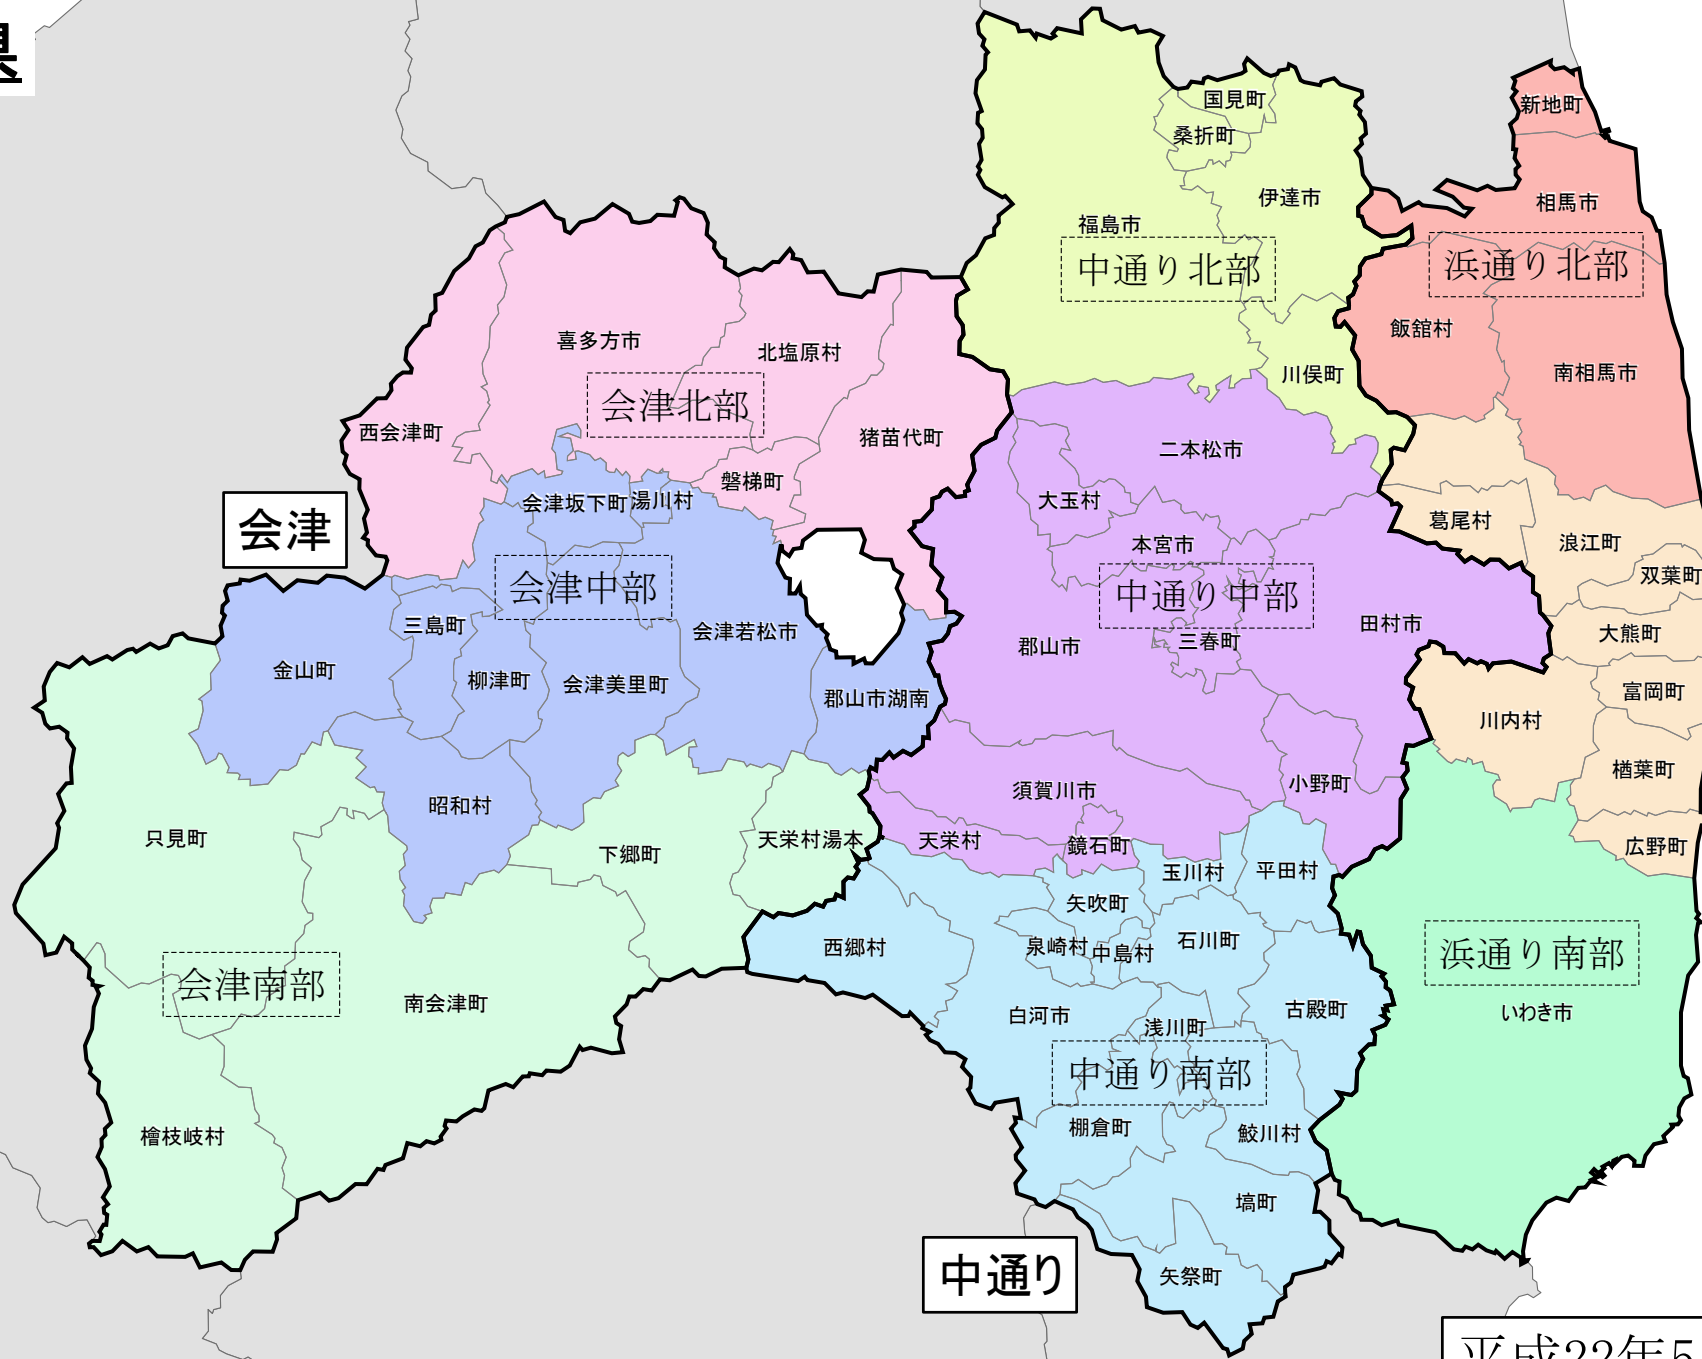 県
新地町
国見町
桑折町
伊達市
相馬市
福島市
中通り北部
浜通り北部
飯舘村
喜多方市
北塩原村
川俣町
南相馬市
会津北部
西会津町
猪苗代町
二本松市
磐梯町
会津坂下町
湯川村
大玉村
葛尾村
会津
本宮市
浪江町
双葉町
会津中部
中通り中部
三島町
会津若松市
田村市
大熊町
三春町
郡山市
金山町
柳津町
会津美里町
郡山市湖南
富岡町
川内村
楢葉町
小野町
須賀川市
昭和村
只見町
下郷町
天栄村湯本
天栄村
鏡石町
広野町
玉川村
平田村
矢吹町
西郷村
泉崎村
中島村
石川町
浜通り南部
会津南部
南会津町
白河市
浅川町
古殿町
いわき市
中通り南部
棚倉町
鮫川村
檜枝岐村
塙町
中通り
矢祭町
平成22年5